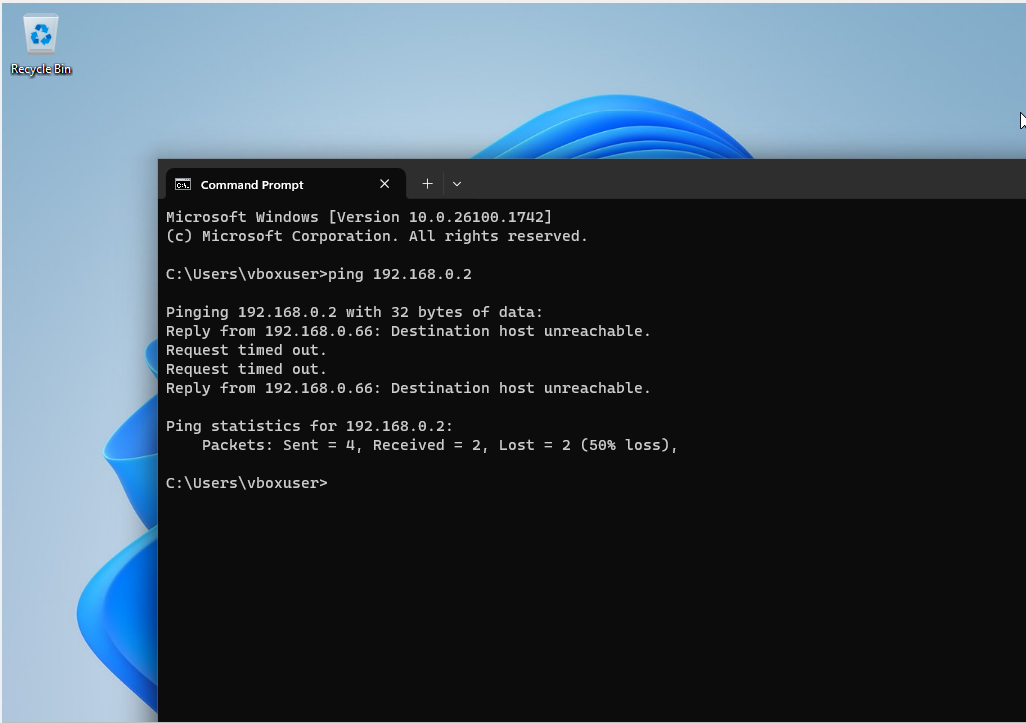 Recycle Bin
Command Prompt
Microsoft Windows [Version 10.0.26100.1742]
(c) Microsoft Corporation. All rights reserved.
C:\Users\vboxuser>ping 192.168.0.2
Pinging 192.168.0.2 with 32 bytes of data:
Reply from 192.168.0.66: Destination host unreachable.
Request timed out.
Request timed out.
Reply from 192.168.0.66: Destination host unreachable.
Ping statistics for 192.168.0.2:
    Packets: Sent = 4, Received = 2, Lost = 2 (50% loss),
C:\Users\vboxuser>